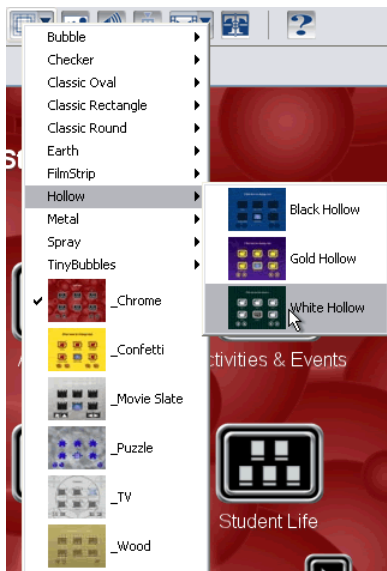 Bubble
Checker
Classic Oval
Classic Rectangle
Classic Round
Earth
FilmStrip
Hollow
Metal
Spray
TinyBubbles
_Chrome
_Confetti
_Movie Slate
_Puzzle
_TV
_Wood
Black Hollow
Gold Hollow
White Hollow
ctivities & Events
Student Life